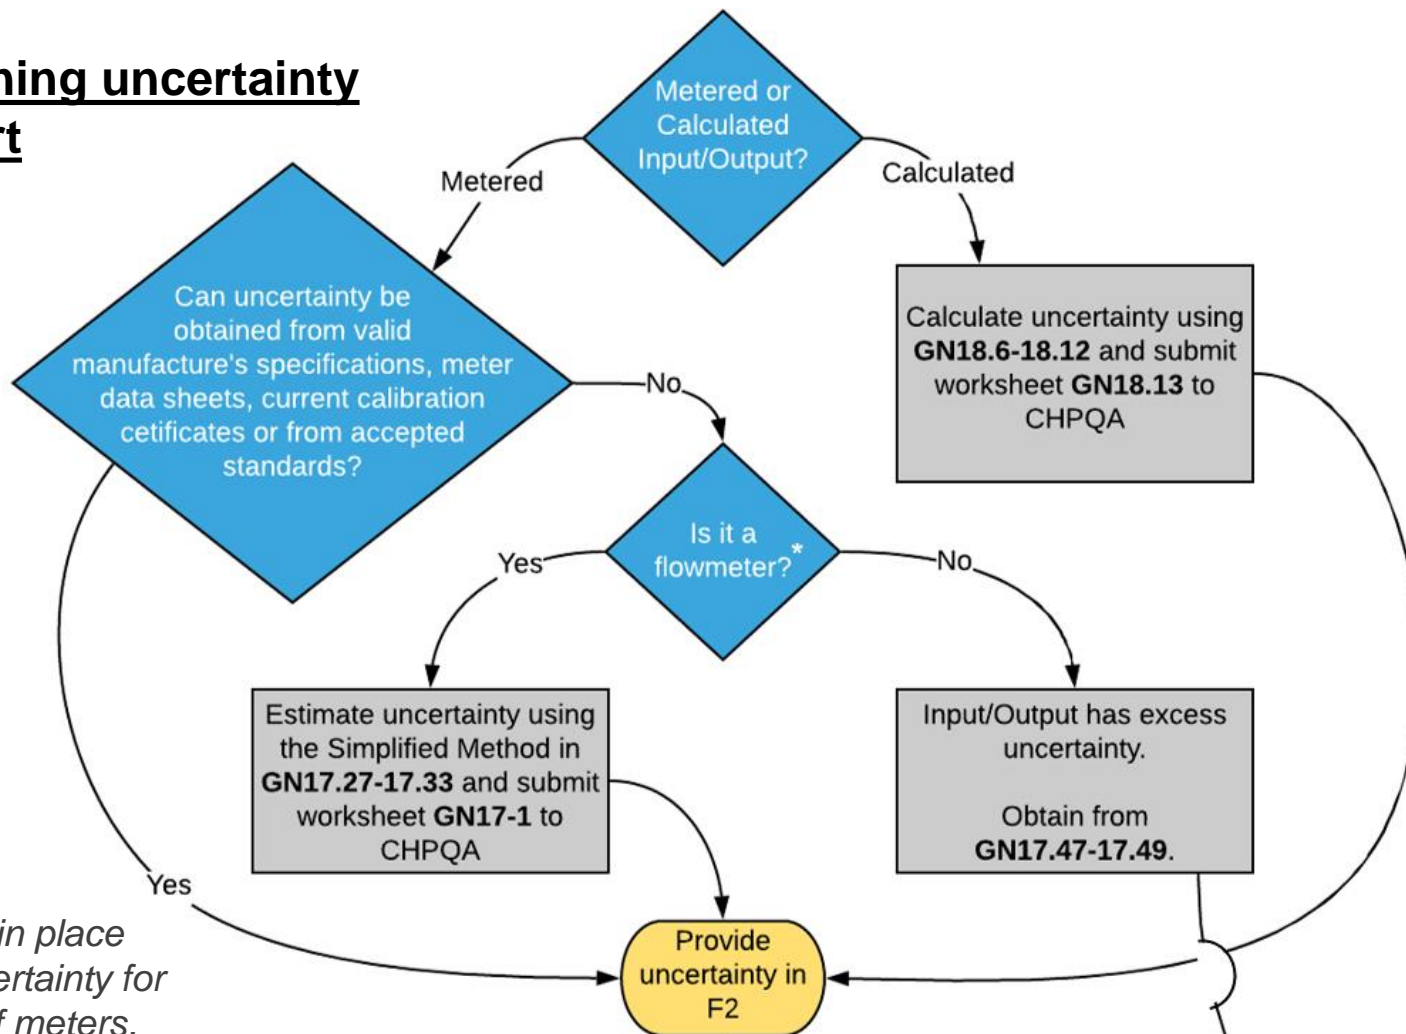 ning uncertainty
rt
Metered or
Calculated
Input/Output?
Metered
Calculated
Can uncertainty be
obtained from valid
manufacture's specifications, meter
data sheets, current calibration
cetificates or from accepted
standards?
No
Calculate uncertainty using
GN18.6-18.12 and submit
worksheet GN18.13 to
CHPQA
Is it a
flowmeter?*
Yes
No
Estimate uncertainty using
the Simplified Method in
GN17.27-17.33 and submit
worksheet GN17-1 to
CHPQA
Input/Output has excess
uncertainty.
Obtain from
GN17.47-17.49.
Yes
Provide
uncertainty in
F2
in place
ertainty for
f meters.